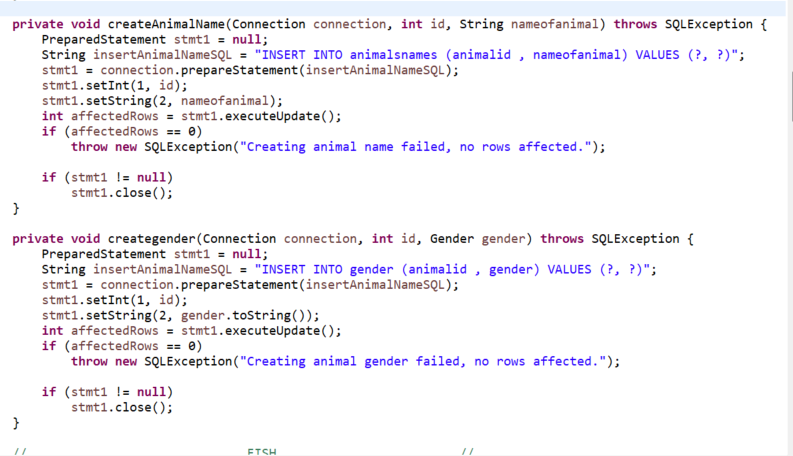 private void createAnimalName(Connection connection, int id, String nameofanimal) throws SQLException {
    PreparedStatement stmt1 = null;
    String insertAnimalNameSQL = "INSERT INTO animalsnames (animalid , nameofanimal) VALUES (?, ?)";
    stmt1 = connection.prepareStatement(insertAnimalNameSQL);
    stmt1.setInt(1, id);
    stmt1.setString(2, nameofanimal);
    int affectedRows = stmt1.executeUpdate();
    if (affectedRows == 0)
        throw new SQLException("Creating animal name failed, no rows affected.");
    if (stmt1 != null)
        stmt1.close();
}
private void creategender(Connection connection, int id, Gender gender) throws SQLException {
    PreparedStatement stmt1 = null;
    String insertAnimalNameSQL = "INSERT INTO gender (animalid , gender) VALUES (?, ?)";
    stmt1 = connection.prepareStatement(insertAnimalNameSQL);
    stmt1.setInt(1, id);
    stmt1.setString(2, gender.toString());
    int affectedRows = stmt1.executeUpdate();
    if (affectedRows == 0)
        throw new SQLException("Creating animal gender failed, no rows affected.");
    if (stmt1 != null)
        stmt1.close();
}
// FISH //